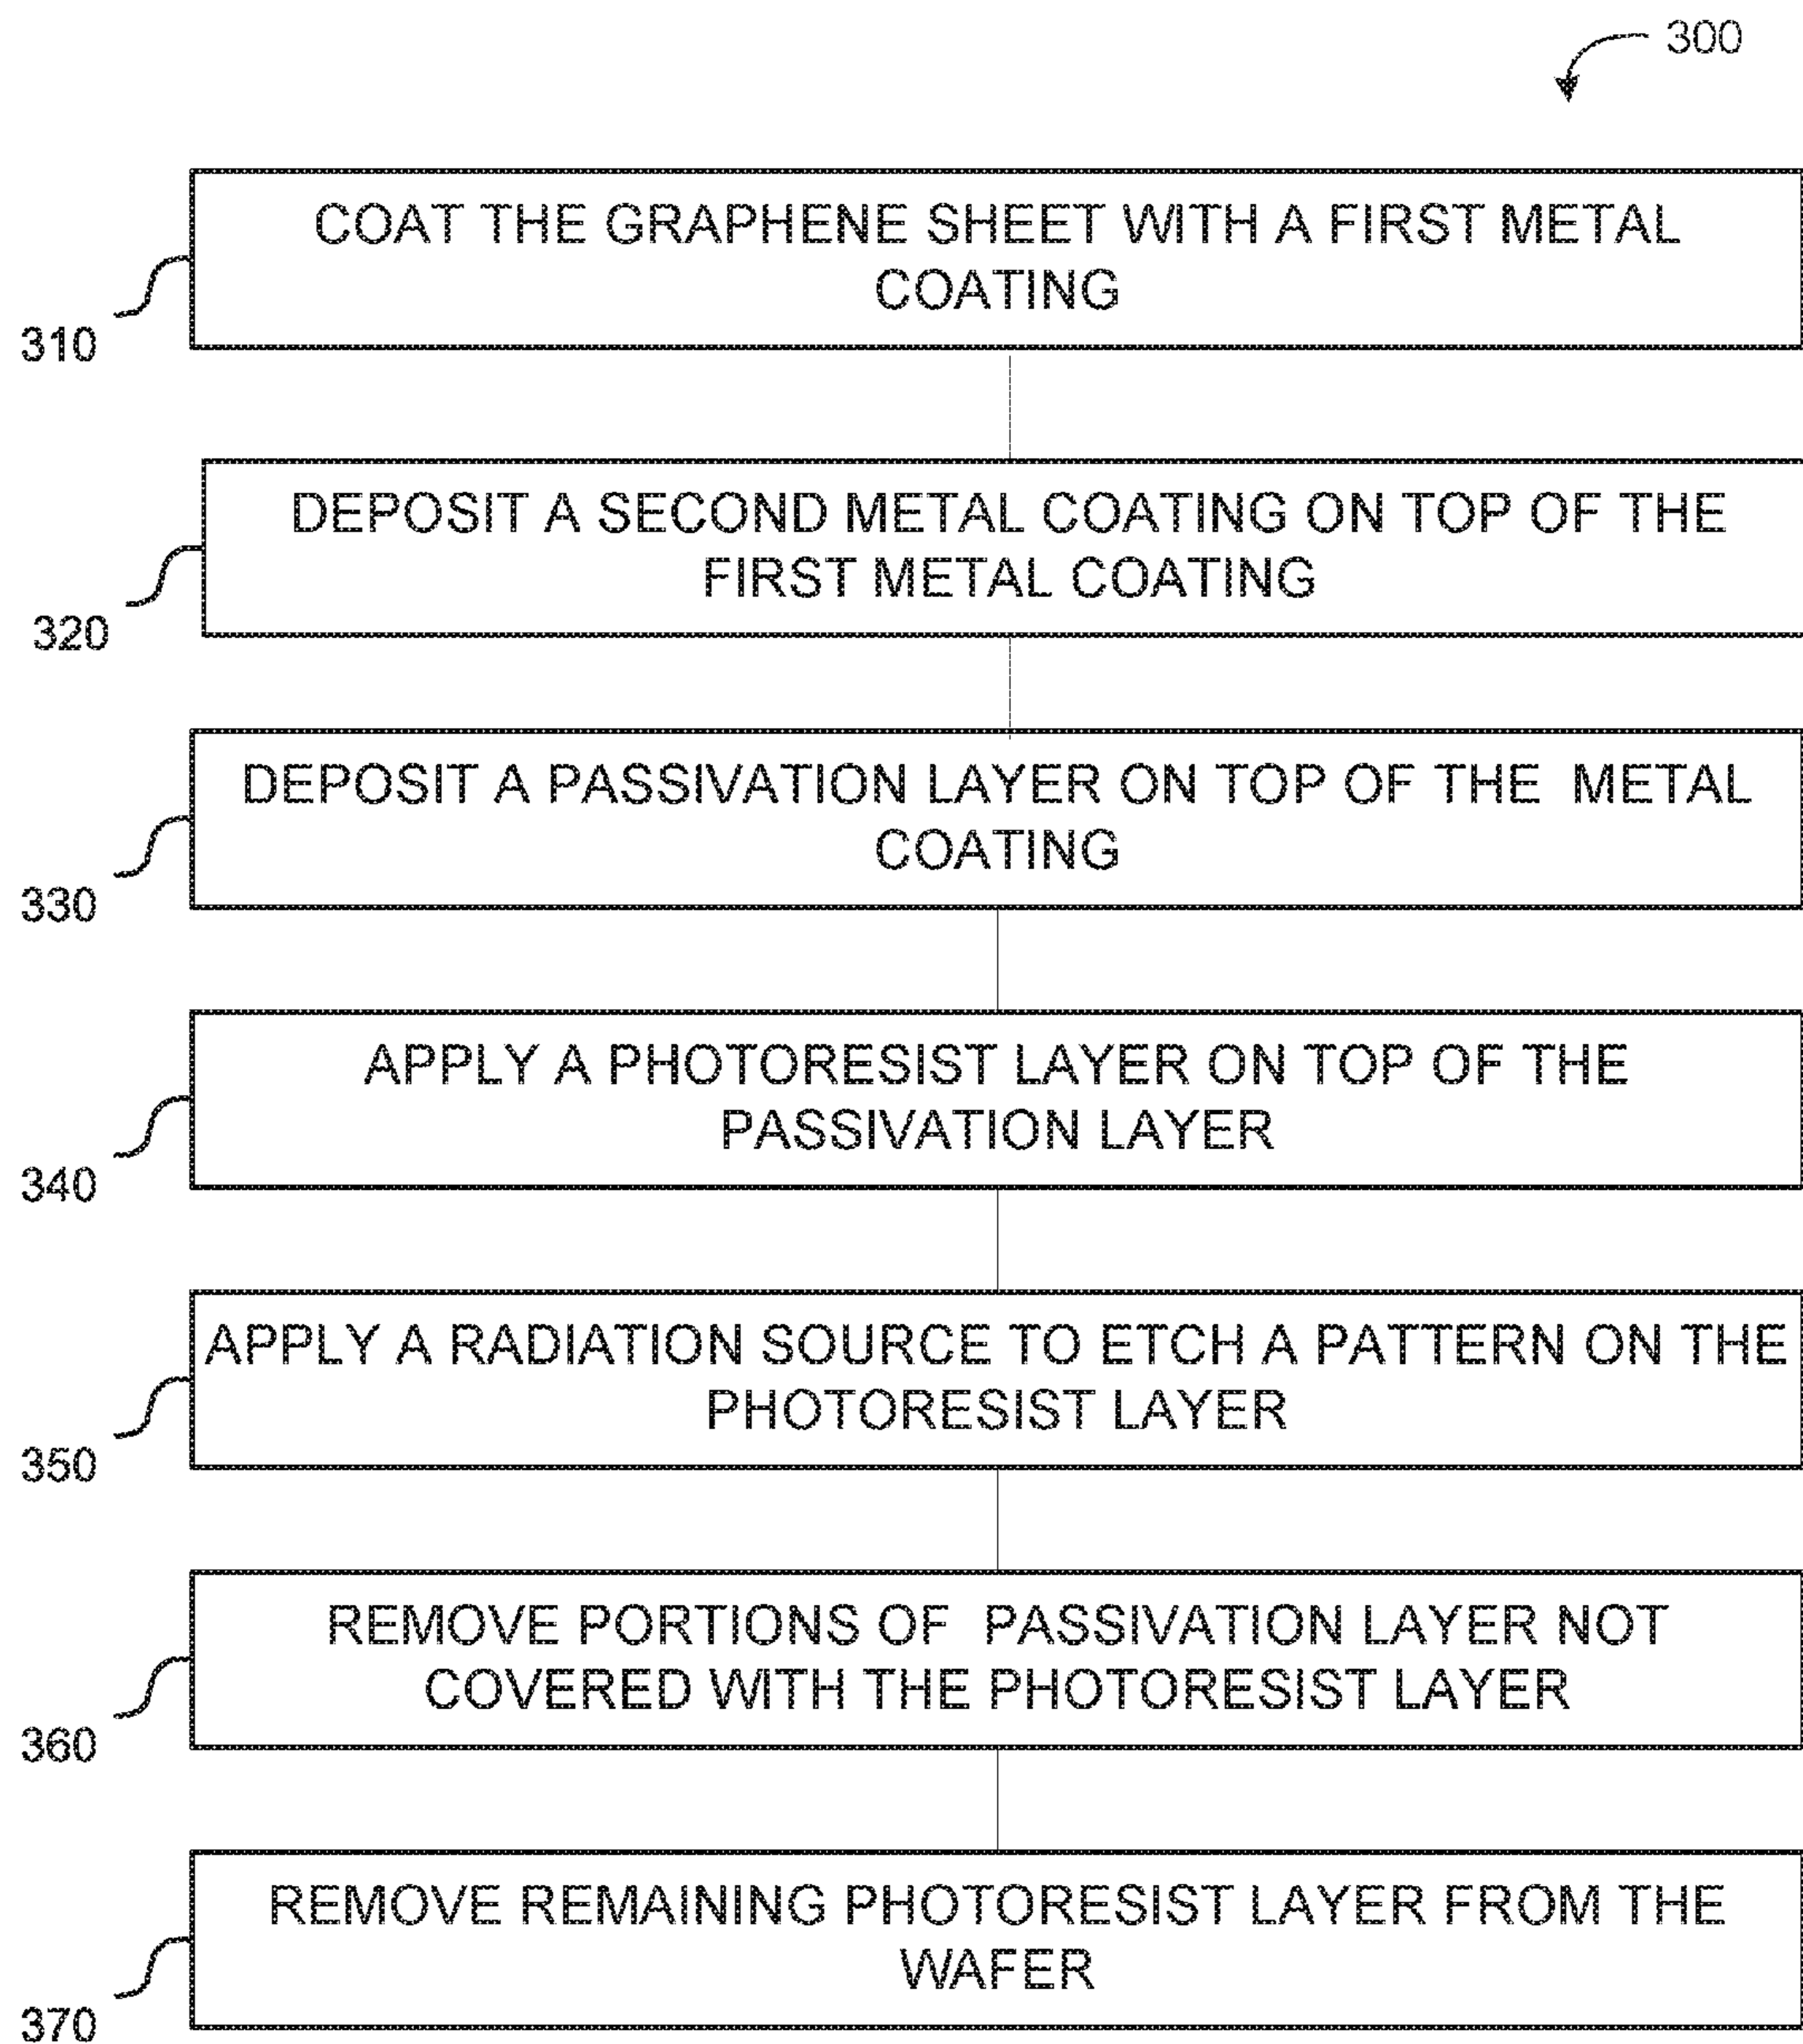 300
COAT THE GRAPHENE SHEET WITH A FIRST METAL
COATING
310
DEPOSIT A SECOND METAL COATING ON TOP OF THE
FIRST METAL COATING
320
DEPOSIT A PASSIVATION LAYER ON TOP OF THE METAL
COATING
330
APPLY A PHOTORESIST LAYER ON TOP OF THE
PASSIVATION LAYER
340
APPLY A RADIATION SOURCE TO ETCH A PATTERN ON THE
PHOTORESIST LAYER
350
REMOVE PORTIONS OF PASSIVATION LAYER NOT
COVERED WITH THE PHOTORESIST LAYER
360
REMOVE REMAINING PHOTORESIST LAYER FROM THE
WAFER
370